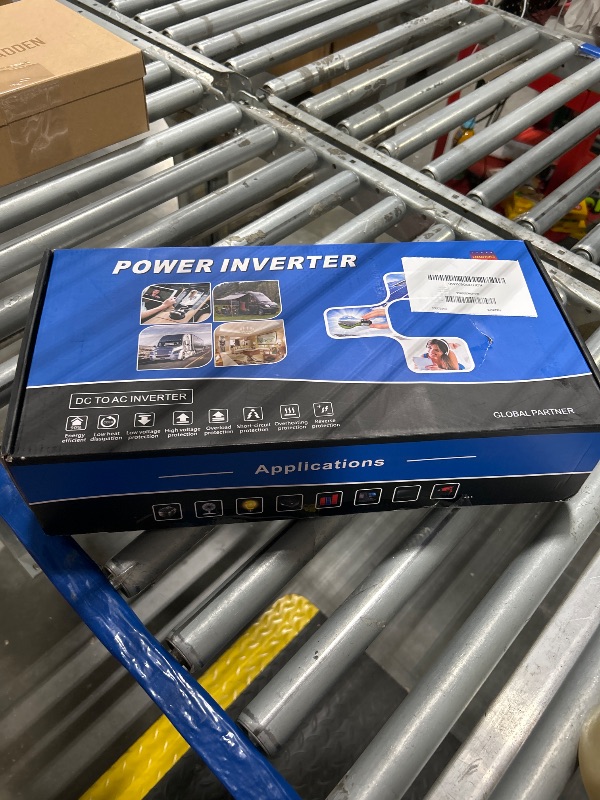 DDEN
POWER INVERTER
DC TO AC INVERTER
GLOBAL PARTNER
Energy efficient
Low heat dissipation
Low voltage protection
High voltage protection
Overload protection
Short-circuit protection
Overheating protection
Reverse protection
Applications